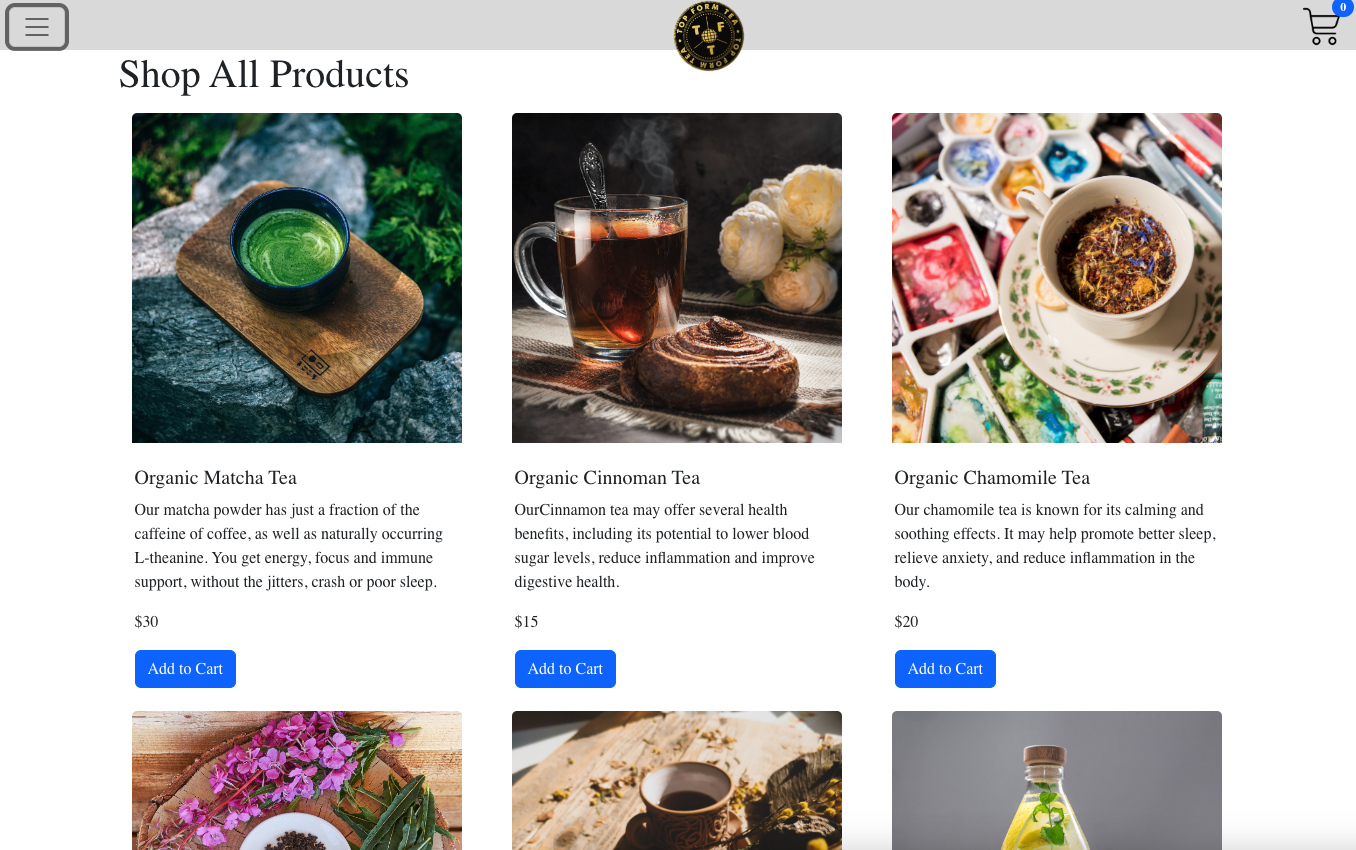 0
TOP FORM TEA · TOP FORM TEA ·
T F
T
Shop All Products
Organic Matcha Tea
Our matcha powder has just a fraction of the
caffeine of coffee, as well as naturally occurring
L-theanine. You get energy, focus and immune
support, without the jitters, crash or poor sleep.
$30
Add to Cart
Organic Cinnoman Tea
OurCinnamon tea may offer several health
benefits, including its potential to lower blood
sugar levels, reduce inflammation and improve
digestive health.
$15
Add to Cart
Organic Chamomile Tea
Our chamomile tea is known for its calming and
soothing effects. It may help promote better sleep,
relieve anxiety, and reduce inflammation in the
body.
$20
Add to Cart